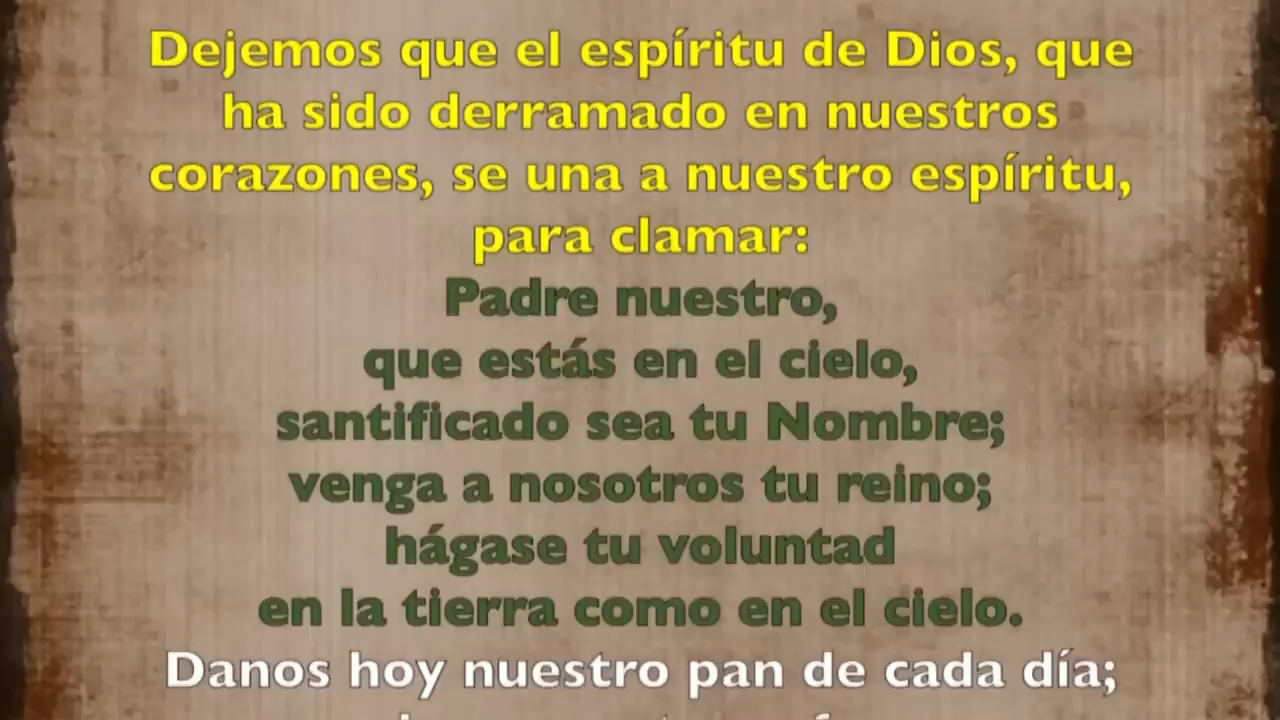 Dejemos que el espíritu de Dios, que
ha sido derramado en nuestros
corazones, se una a nuestro espíritu,
para clamar:
Padre nuestro,
que estás en el cielo,
santificado sea tu Nombre;
venga a nosotros tu reino;
hágase tu voluntad
en la tierra como en el cielo.
Danos hoy nuestro pan de cada día;